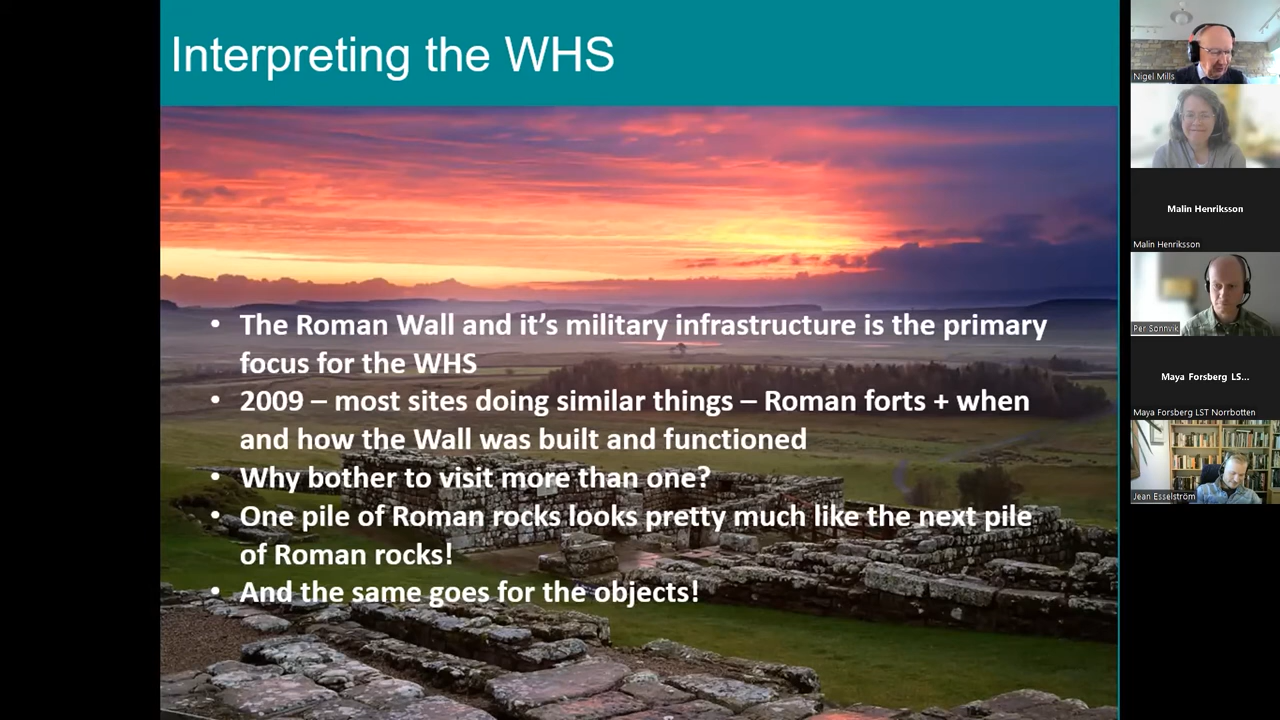 Interpreting the WHS
• The Roman Wall and it’s military infrastructure is the primary
focus for the WHS
• 2009 – most sites doing similar things – Roman forts + when
and how the Wall was built and functioned
• Why bother to visit more than one?
• One pile of Roman rocks looks pretty much like the next pile
of Roman rocks!
• And the same goes for the objects!
Nigel Mills
Malin Henriksson
Malin Henriksson
Per Sonnvik
Maya Forsberg LS...
Maya Forsberg LST Norrbotten
Jean Esselström